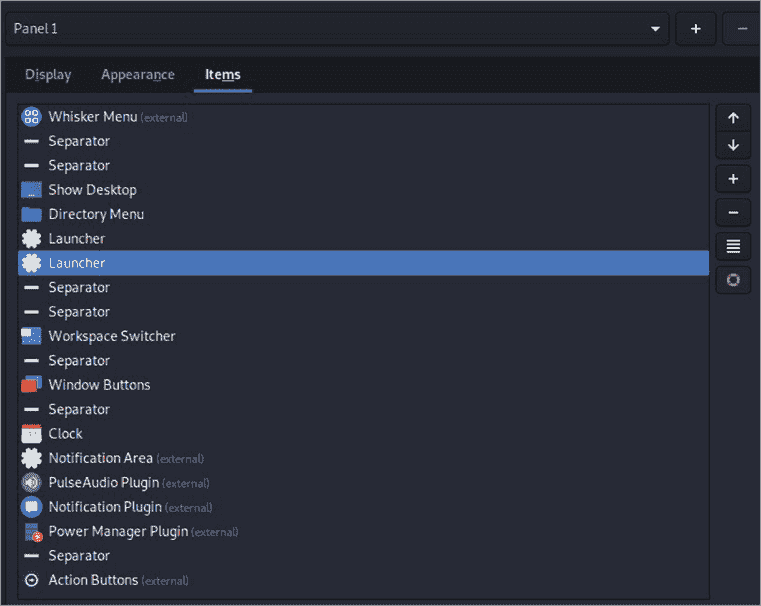 Panel 1
Display Appearance Items
Whisker Menu (external)
Separator
Separator
Show Desktop
Directory Menu
Launcher
Launcher
Separator
Separator
Workspace Switcher
Separator
Window Buttons
Separator
Clock
Notification Area (external)
PulseAudio Plugin (external)
Notification Plugin (external)
Power Manager Plugin (external)
Separator
Action Buttons (external)